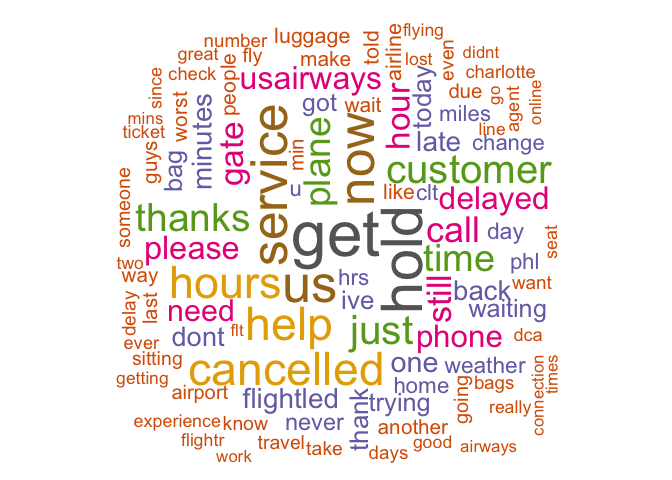 flying
number
luggage
told
airline
didnt
great
fly
make
even
usairways
charlotte
check
people
since
worst
got
wait
hour
today
due
go
agent
online
mins
ticket
guys
bag
minutes
gate
service
min
plane
now
miles
lost
line
late
change
customer
u
like
clt
delayed
someone
thanks
get
hold
call
day
seat
please
time
phl
two
way
hours
us
hrs
ive
still
back
want
waiting
delay
last
need
help
just
phone
dca
ever
dont
flt
sitting
getting
cancelled
one
weather
connection
times
airport
flightled
home
trying
going
bags
really
experience
know
never
thank
another
flightr
travel
take
days
good
airways
work